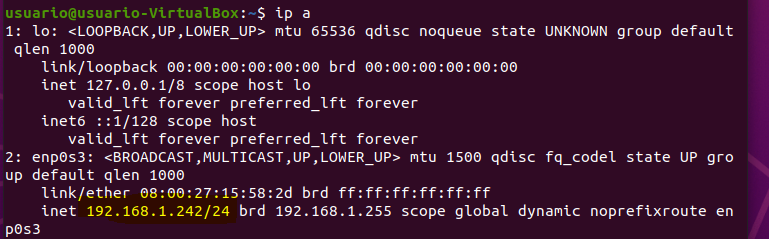 usuario@usuario-VirtualBox:~$ ip a
1: lo: <LOOPBACK,UP,LOWER_UP> mtu 65536 qdisc noqueue state UNKNOWN group default
 qlen 1000
    link/loopback 00:00:00:00:00:00 brd 00:00:00:00:00:00
    inet 127.0.0.1/8 scope host lo
       valid_lft forever preferred_lft forever
    inet6 ::1/128 scope host
       valid_lft forever preferred_lft forever
2: enp0s3: <BROADCAST,MULTICAST,UP,LOWER_UP> mtu 1500 qdisc fq_codel state UP gro
up default qlen 1000
    link/ether 08:00:27:15:58:2d brd ff:ff:ff:ff:ff:ff
    inet 192.168.1.242/24 brd 192.168.1.255 scope global dynamic noprefixroute en
p0s3